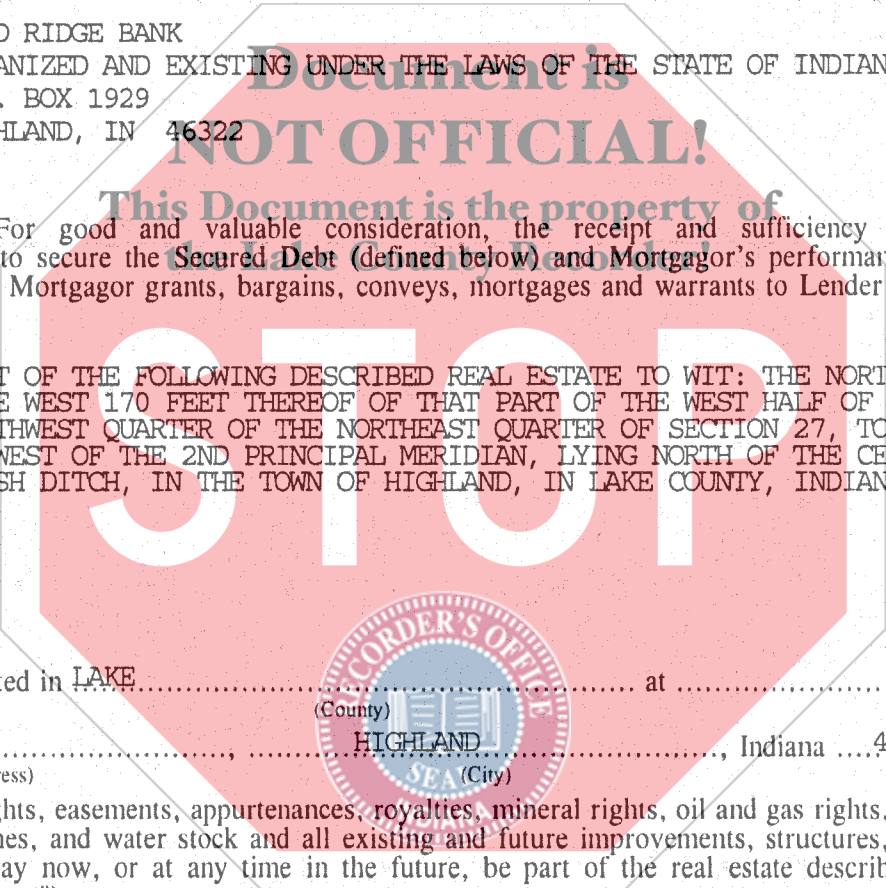 D RIDGE BANK
ANIZED AND EXISTING UNDER THE LAWS OF THE STATE OF INDIAN
. BOX 1929
HLAND, IN 46322
Document is
NOT OFFICIAL!
This Document is the property of
the Lake County Recorder!
For good and valuable consideration, the receipt and sufficiency
to secure the Secured Debt (defined below) and Mortgagor's performan
Mortgagor grants, bargains, conveys, mortgages and warrants to Lender
T OF THE FOLLOWING DESCRIBED REAL ESTATE TO WIT: THE NORT
E WEST 170 FEET THEREOF OF THAT PART OF THE WEST HALF OF
THWEST QUARTER OF THE NORTHEAST QUARTER OF SECTION 27, TO
WEST OF THE 2ND PRINCIPAL MERIDIAN, LYING NORTH OF THE CE
SH DITCH, IN THE TOWN OF HIGHLAND, IN LAKE COUNTY, INDIAN
STOP
RECORDER'S OFFICE
SEAL
INDIANA
ted in LAKE at
(County)
, HIGHLAND , Indiana 4
ress) (City)
ghts, easements, appurtenances, royalties, mineral rights, oil and gas rights,
nes, and water stock and all existing and future improvements, structures,
ay now, or at any time in the future, be part of the real estate describ